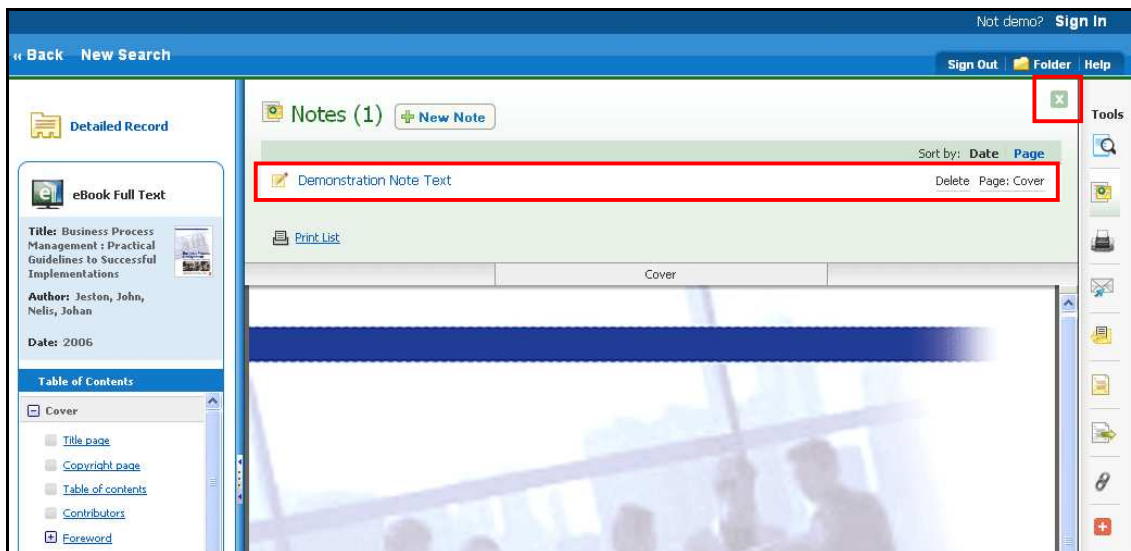 Not demo? Sign In
‹‹ Back New Search
Sign Out Folder Help
Detailed Record
eBook Full Text
Title: Business Process
Management : Practical
Guidelines to Successful
Implementations
Author: Jeston, John,
Nelis, Johan
Date: 2006
Table of Contents
Cover
Title page
Copyright page
Table of contents
Contributors
Foreword
Notes (1) New Note
Sort by: Date Page
Demonstration Note Text
Delete Page: Cover
Print List
Cover
Tools